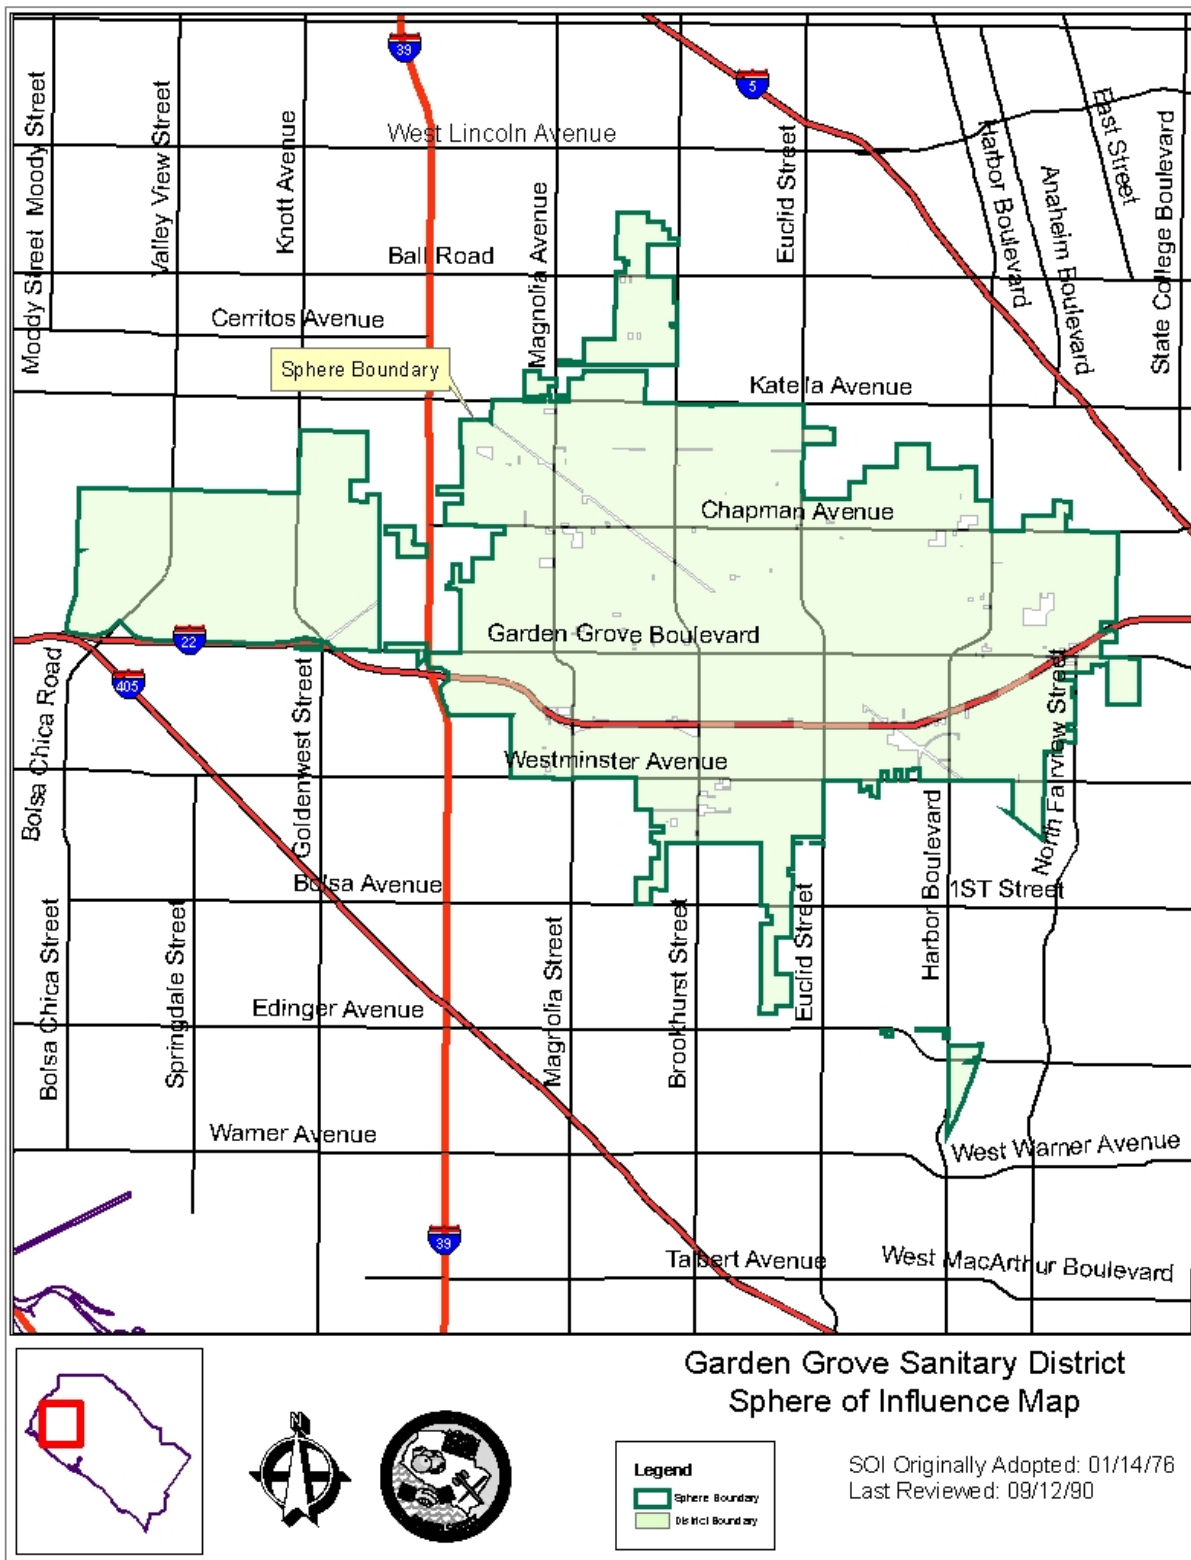 39
5
Moody Street Moody Street
Valley View Street
Knott Avenue
West Lincoln Avenue
Magnolia Avenue
Euclid Street
Harbor Boulevard
Anaheim Boulevard
East Street
State College Boulevard
Ball Road
Cerritos Avenue
Sphere Boundary
Katella Avenue
Chapman Avenue
22
Garden Grove Boulevard
405
Bolsa Chica Road
Goldenwest Street
Westminster Avenue
North Fairview Street
Bolsa Avenue
Harbor Boulevard
1ST Street
Bolsa Chica Street
Springdale Street
Magnolia Street
Brookhurst Street
Euclid Street
Edinger Avenue
Warner Avenue
West Warner Avenue
39
Talbert Avenue
West MacArthur Boulevard
Garden Grove Sanitary District
Sphere of Influence Map
N
Legend
Sphere Boundary
District Boundary
SOI Originally Adopted: 01/14/76
Last Reviewed: 09/12/90